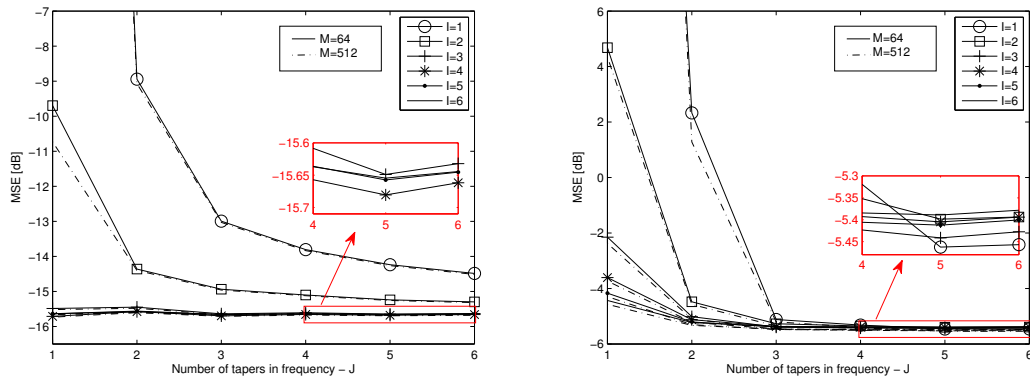 −7
−8
−9
−10
−11
−12
−13
−14
−15
−16
MSE [dB]
1 2 3 4 5 6
Number of tapers in frequency − J
M=64
M=512
I=1
I=2
I=3
I=4
I=5
I=6
−15.6
−15.65
−15.7
4 5 6
6
4
2
0
−2
−4
−6
MSE [dB]
1 2 3 4 5 6
Number of tapers in frequency − J
M=64
M=512
I=1
I=2
I=3
I=4
I=5
I=6
−5.3
−5.35
−5.4
−5.45
4 5 6